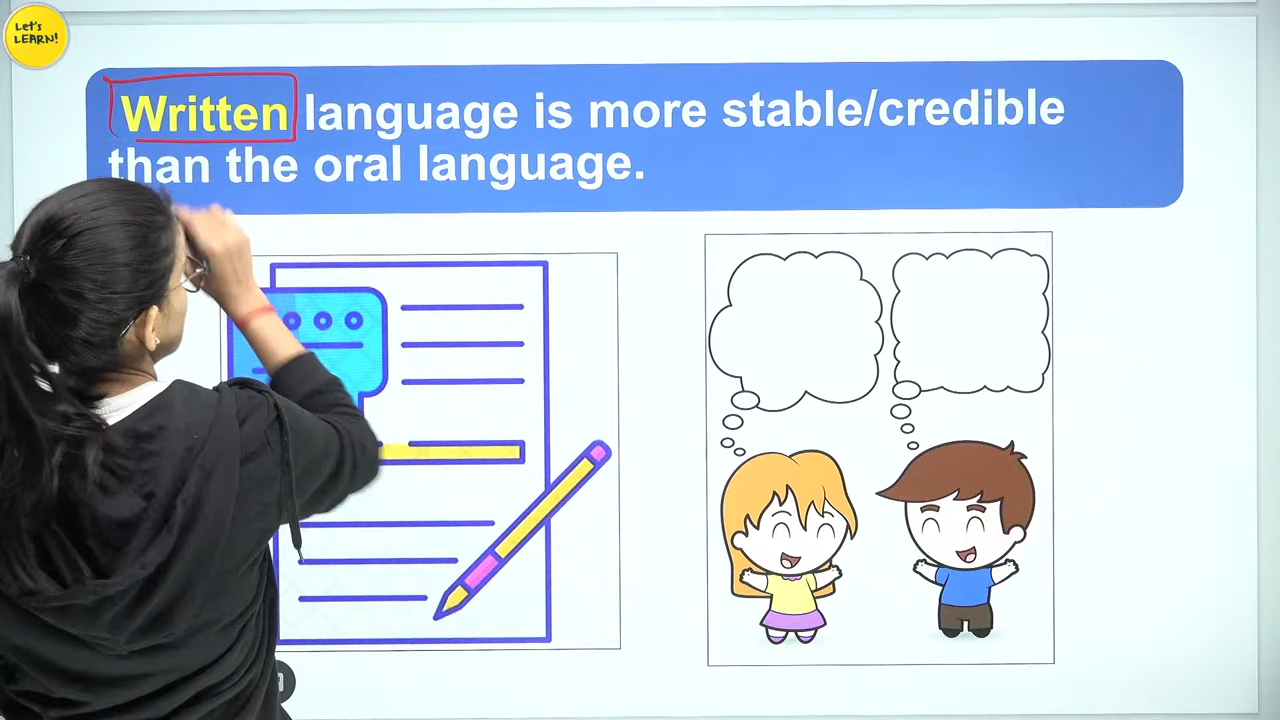 Let's
LEARN!
Written language is more stable/credible
than the oral language.